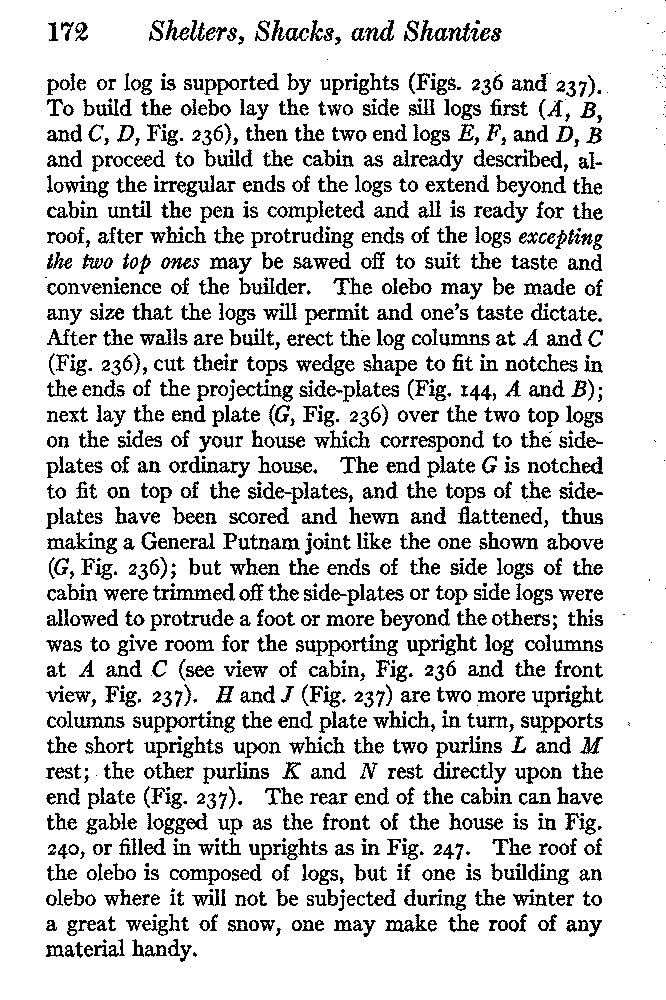 172 Shelters, Shacks, and Shanties
pole or log is supported by uprights (Figs. 236 and 237).
To build the olebo lay the two side sill logs first (A, B,
and C, D, Fig. 236), then the two end logs E, F, and D, B
and proceed to build the cabin as already described, al-
lowing the irregular ends of the logs to extend beyond the
cabin until the pen is completed and all is ready for the
roof, after which the protruding ends of the logs excepting
the two top ones may be sawed off to suit the taste and
convenience of the builder. The olebo may be made of
any size that the logs will permit and one's taste dictate.
After the walls are built, erect the log columns at A and C
(Fig. 236), cut their tops wedge shape to fit in notches in
the ends of the projecting side-plates (Fig. 144, A and B);
next lay the end plate (G, Fig. 236) over the two top logs
on the sides of your house which correspond to the side-
plates of an ordinary house. The end plate G is notched
to fit on top of the side-plates, and the tops of the side-
plates have been scored and hewn and flattened, thus
making a General Putnam joint like the one shown above
(G, Fig. 236); but when the ends of the side logs of the
cabin were trimmed off the side-plates or top side logs were
allowed to protrude a foot or more beyond the others; this
was to give room for the supporting upright log columns
at A and C (see view of cabin, Fig. 236 and the front
view, Fig. 237). H and J (Fig. 237) are two more upright
columns supporting the end plate which, in turn, supports
the short uprights upon which the two purlins L and M
rest; the other purlins K and N rest directly upon the
end plate (Fig. 237). The rear end of the cabin can have
the gable logged up as the front of the house is in Fig.
240, or filled in with uprights as in Fig. 247. The roof of
the olebo is composed of logs, but if one is building an
olebo where it will not be subjected during the winter to
a great weight of snow, one may make the roof of any
material handy.